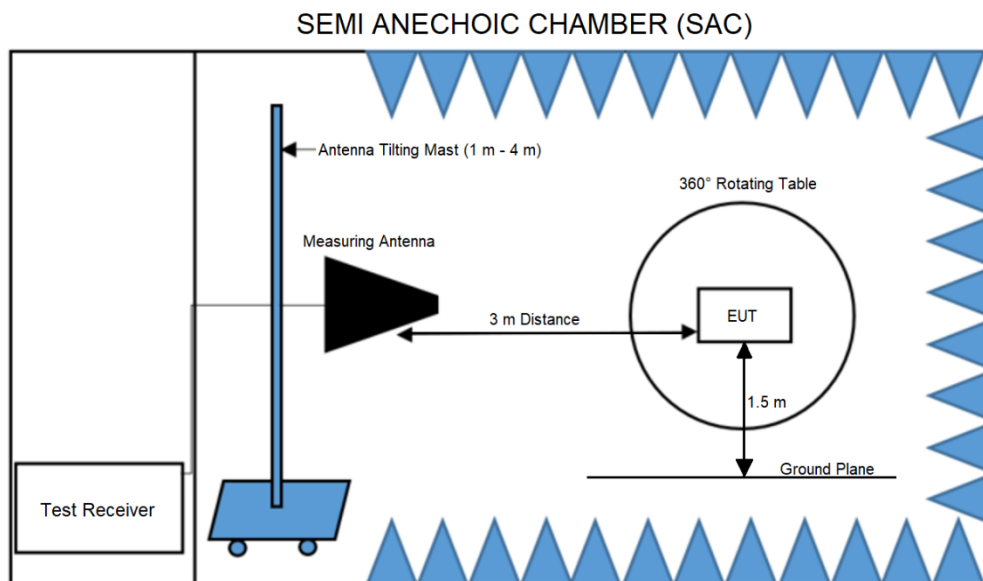 SEMI ANECHOIC CHAMBER (SAC)
Antenna Tilting Mast (1 m - 4 m)
360° Rotating Table
Measuring Antenna
3 m Distance
EUT
1.5 m
Ground Plane
Test Receiver